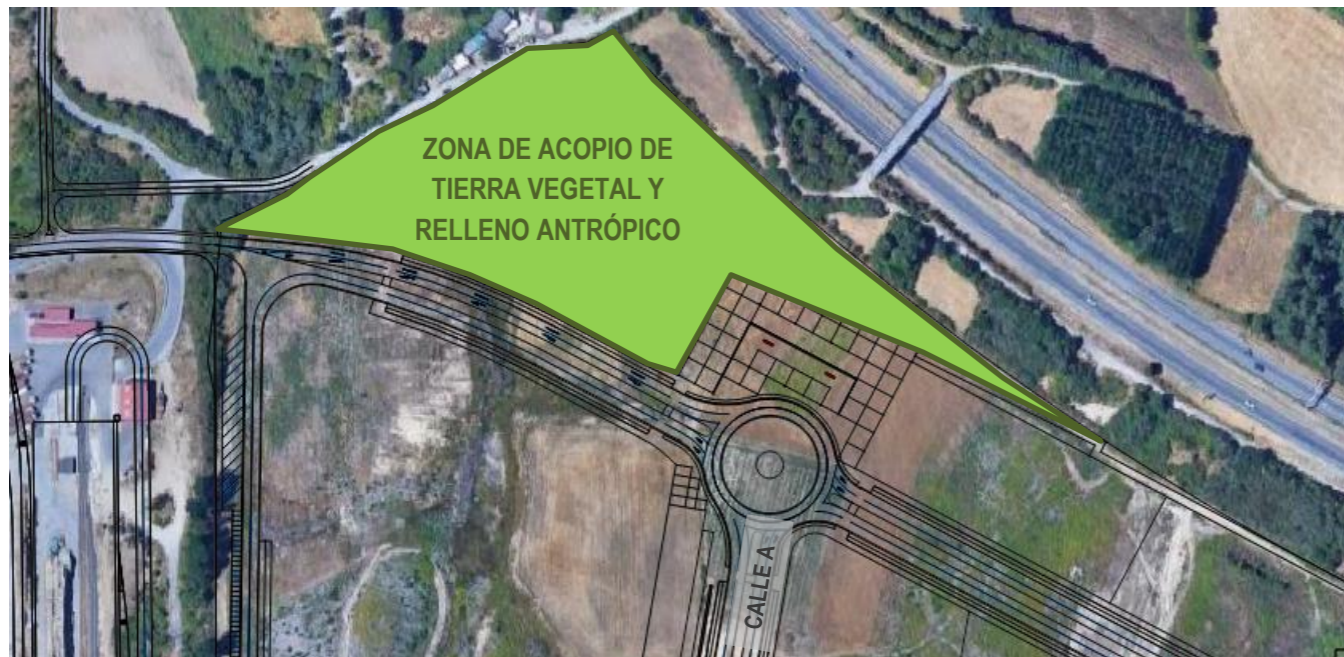 ZONA DE ACOPIO DE
TIERRA VEGETAL Y
RELLENO ANTRÓPICO
CALLE A